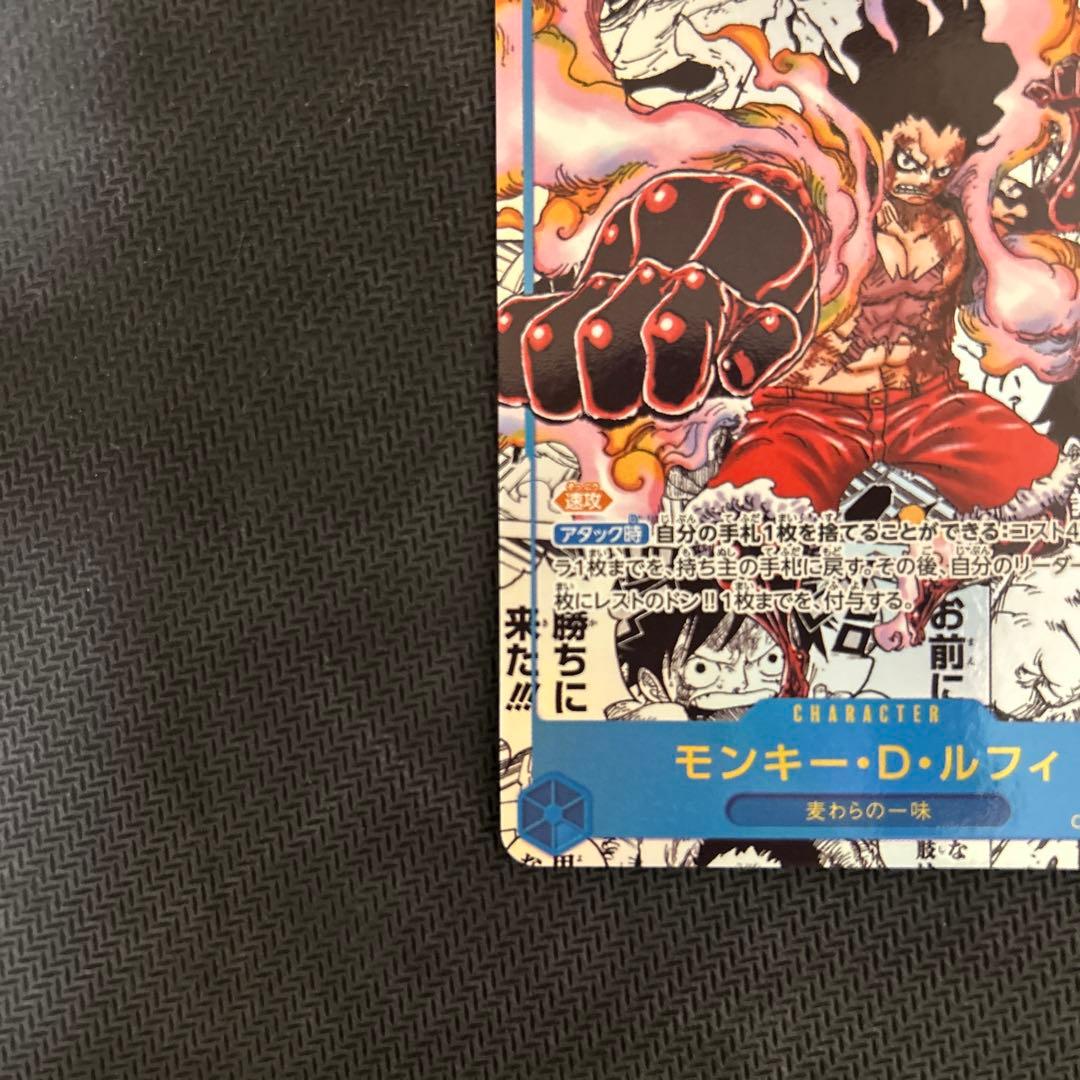 速攻
アタック時 自分の手札1枚を捨てることができる:コスト4
ラ1枚までを、持ち主の手札に戻す。その後、自分のリーダー
枚にレストのドン!!1枚までを、付与する。
お前に
勝ちに
来た!!!
CHARACTER
モンキー・D・ルフィ
麦わらの一味